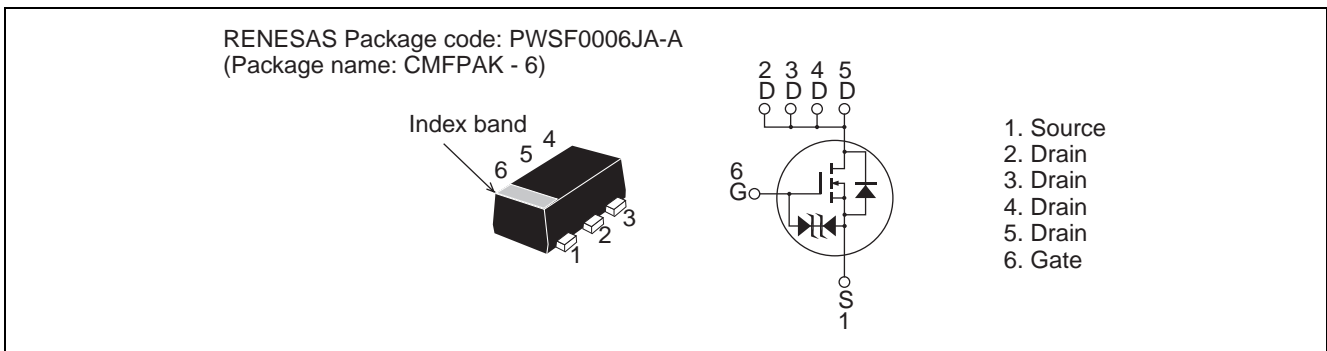 RENESAS Package code: PWSF0006JA-A
(Package name: CMFPAK - 6)
Index band
6
5
4
1
2
3
2 3 4 5
D D D D
6
G
S
1
1. Source
2. Drain
3. Drain
4. Drain
5. Drain
6. Gate